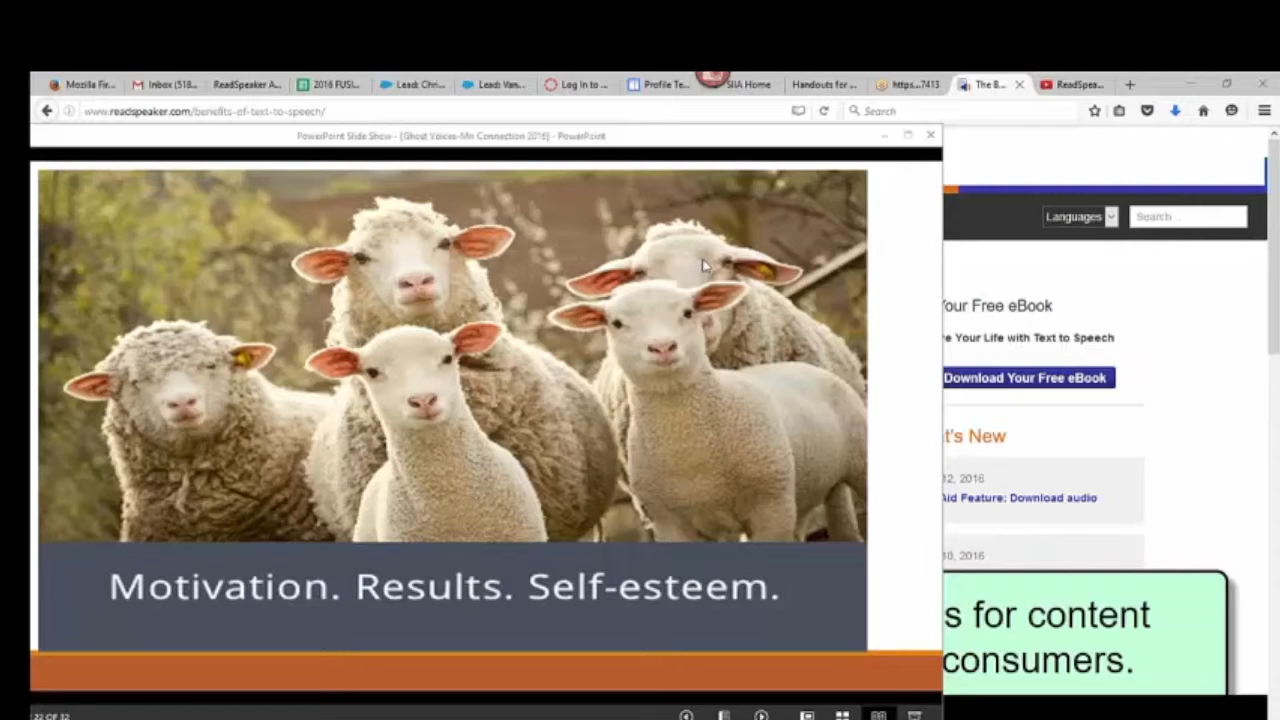 Mozilla Fir...
Inbox (518...
ReadSpeaker A...
2016 FUSI...
Lead: Chri...
Lead: Van...
Log In to ...
Profile Te...
SIIA Home
Handouts for ...
https...7413
The B...
ReadSpea...
www.readspeaker.com/benefits-of-text-to-speech/
Search
PowerPoint Slide Show - [Ghost Voices-Mn Connection 2016] - PowerPoint
Languages
Search ..
Your Free eBook
e Your Life with Text to Speech
Download Your Free eBook
t's New
12, 2016
Aid Feature: Download audio
10, 2016
Motivation. Results. Self-esteem.
s for content
consumers.
22 OF 32